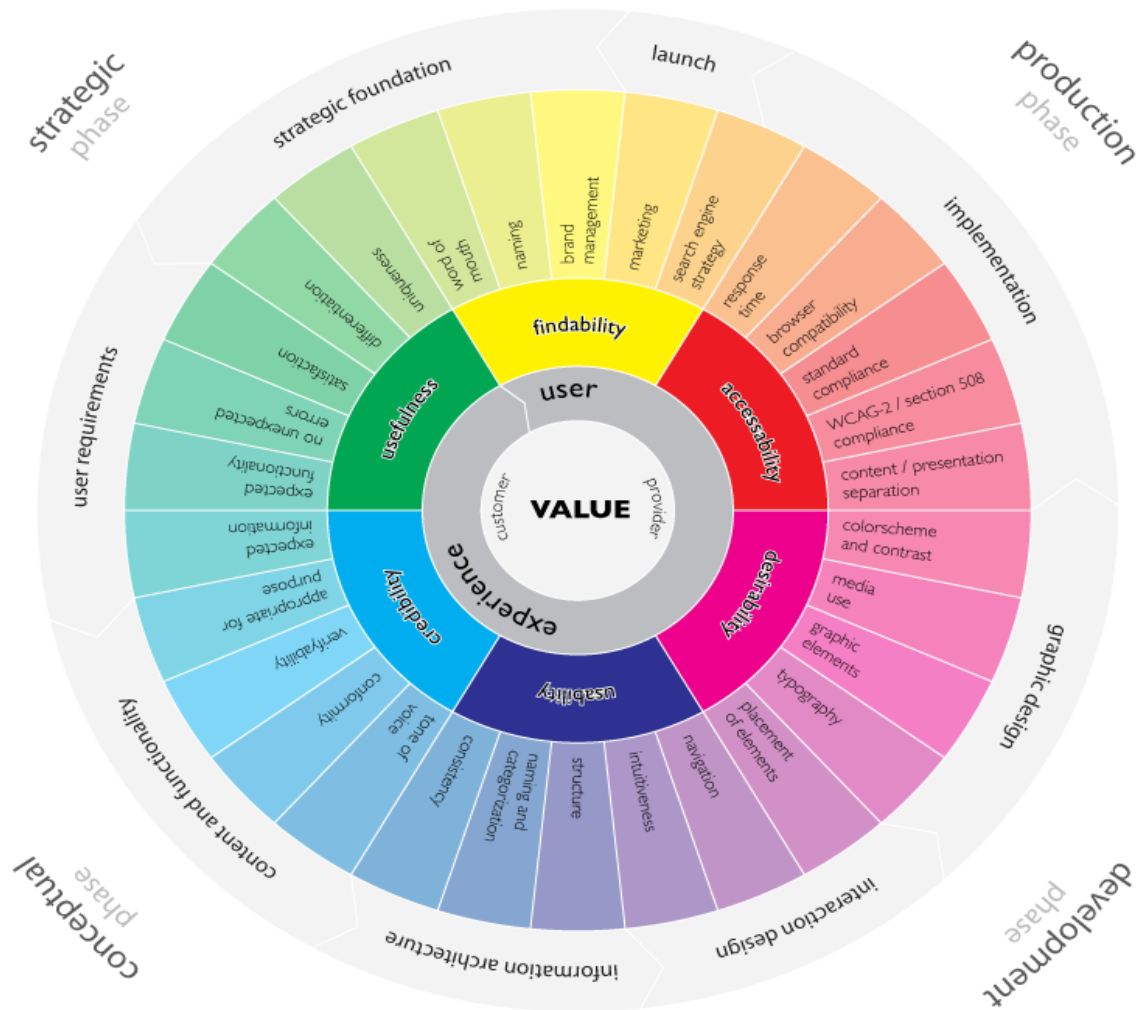 strategic
phase
production
phase
conceptual
phase
development
phase
strategic foundation
launch
implementation
graphic design
interaction design
information architecture
content and functionality
user requirements
word of
mouth
naming
brand
management
marketing
search engine
strategy
response
time
browser
compatibility
standard
compliance
WCAG-2 / section 508
compliance
content / presentation
separation
colorscheme
and contrast
media
use
graphic
elements
typography
placement
of elements
navigation
intuitiveness
structure
naming and
categorization
consistency
tone of
voice
conformity
verifyability
appropriate for
purpose
expected
information
expected
functionality
no unexpected
errors
satisfaction
differentiation
uniqueness
findability
accessability
desirability
usability
credibility
usefulness
user
experience
customer
VALUE
provider